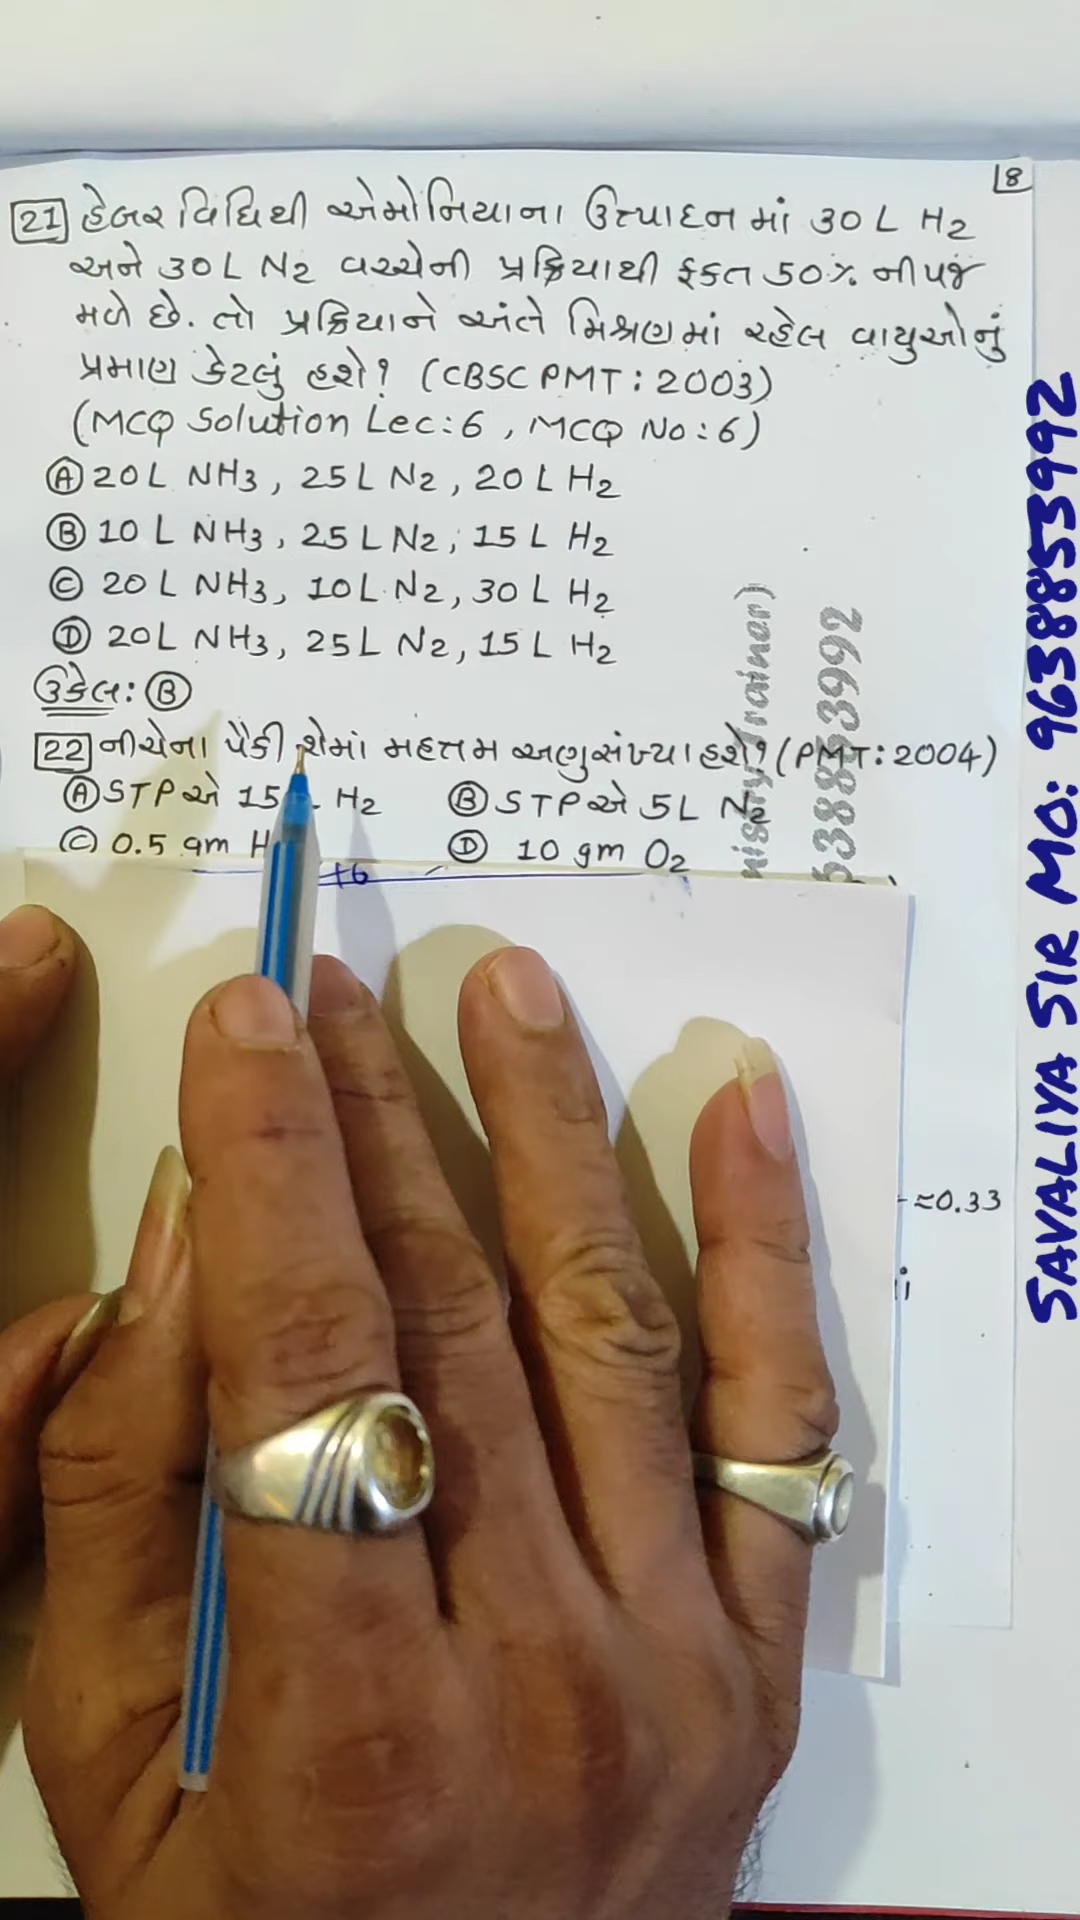 18
21 હેબર વિધિથી એમોનિયાના ઉત્પાદન માં 30 L H2
અને 30 L N2 વચ્ચેની પ્રક્રિયાથી ફકત 50% નીપજ
મળે છે. તો પ્રક્રિયાને અંતે મિશ્રણમાં રહેલ વાયુઓનું
પ્રમાણ કેટલું હશે? (CBSC PMT : 2003)
(MCQ Solution Lec:6 , MCQ No : 6)
A 20 L NH3, 25 L N2, 20 L H2
B 10 L NH3, 25 L N2, 15 L H2
C 20 L NH3, 10 L N2, 30 L H2
D 20 L NH3, 25 L N2, 15 L H2
ઉકેલ: B
22 નીચેના પૈકી શેમાં મહત્તમ અણુસંખ્યા હશે? (PMT : 2004)
A STP એ 15 H2 B STP એ 5 L N2
C 0.5 gm H D 10 gm O2
≈0.33
SAVALIYA SIR MO: 9638853992